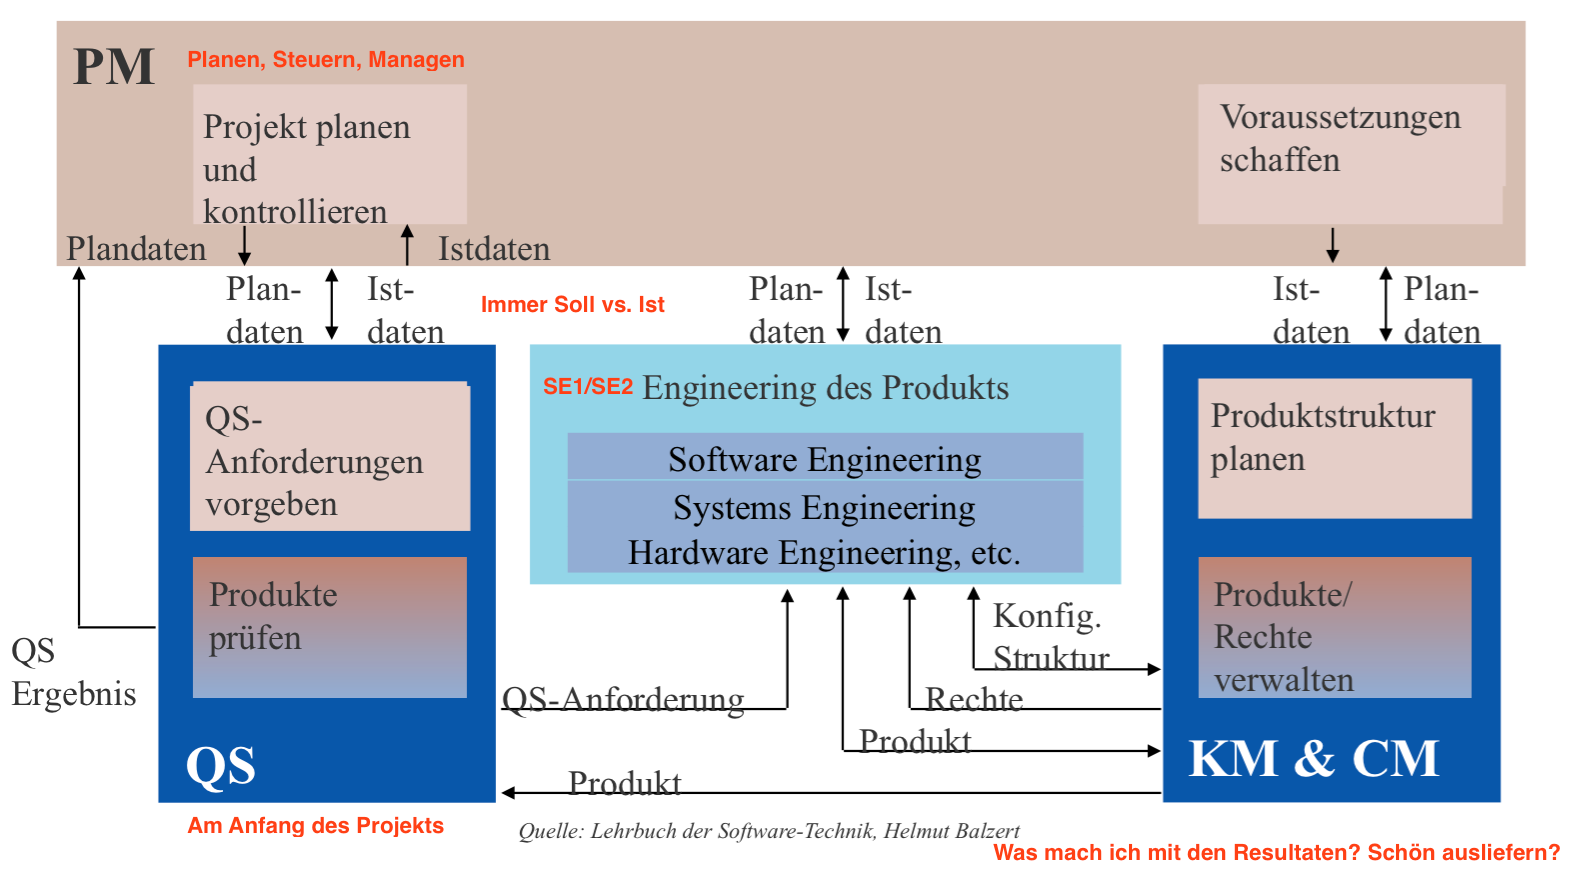 PM
Planen, Steuern, Managen
Projekt planen
und
kontrollieren
Voraussetzungen
schaffen
Plandaten
Istdaten
Plan-
daten
Ist-
daten
Immer Soll vs. Ist
Plan-
daten
Ist-
daten
Ist-
daten
Plan-
daten
QS-
Anforderungen
vorgeben
Produkte
prüfen
QS
SE1/SE2 Engineering des Produkts
Software Engineering
Systems Engineering
Hardware Engineering, etc.
Produktstruktur
planen
Produkte/
Rechte
verwalten
KM & CM
QS
Ergebnis
Konfig.
Struktur
QS-Anforderung
Rechte
Produkt
Produkt
Am Anfang des Projekts
Quelle: Lehrbuch der Software-Technik, Helmut Balzert
Was mach ich mit den Resultaten? Schön ausliefern?